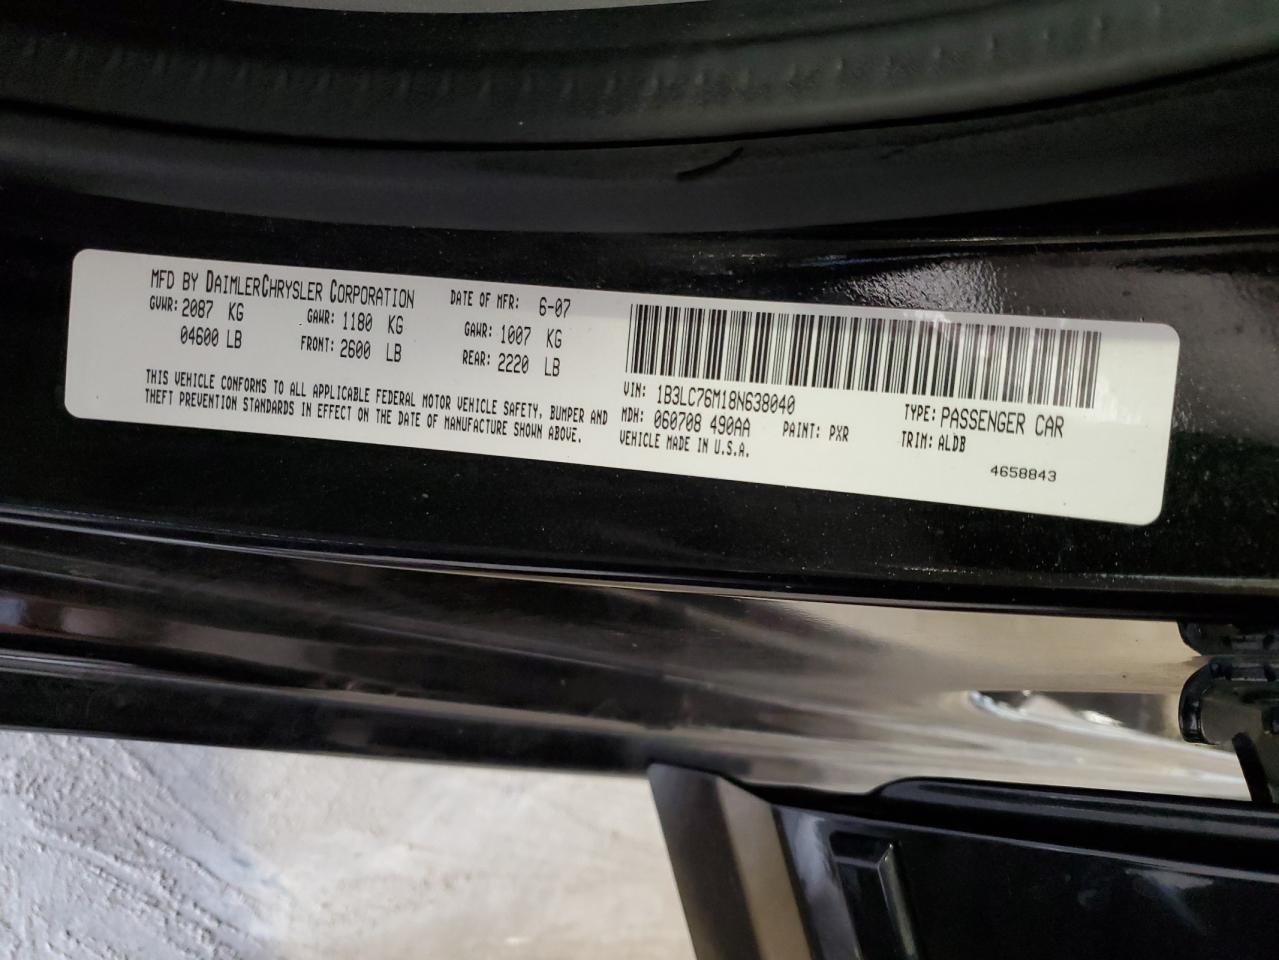 MFD BY DAIMLERCHRYSLER CORPORATION DATE OF MFR: 6-07
GVWR: 2087 KG GAWR: 1180 KG GAWR: 1007 KG
04600 LB FRONT: 2600 LB REAR: 2220 LB
THIS VEHICLE CONFORMS TO ALL APPLICABLE FEDERAL MOTOR VEHICLE SAFETY, BUMPER AND
THEFT PREVENTION STANDARDS IN EFFECT ON THE DATE OF MANUFACTURE SHOWN ABOVE.
VIN: 1B3LC76M18N638040 TYPE: PASSENGER CAR
MDH: 060708 490AA PAINT: PXR TRIM: ALDB
VEHICLE MADE IN U.S.A.
4658843